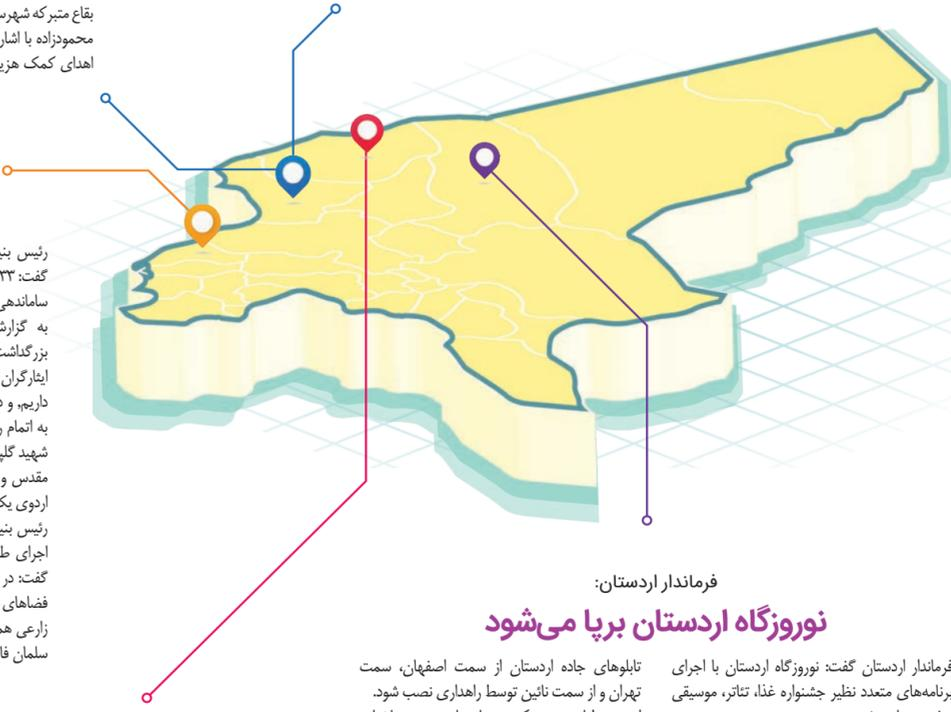 بقاع متبرکه شهرس
محمودزاده با اشار
اهدای کمک هزی
رئیس بنی
گفت: ۳۳
ساماندهی
به گزارش
بزرگداشت
ایثارگران
داریم, و د
به اتمام ر
شهید گلپ
مقدس و
اردوی یک
رئیس بنی
اجرای ط
گفت: در
فضاهای
زارعی هم
سلمان فا
فرماندار اردستان:
نوروزگاه اردستان برپا می‌شود
فرماندار اردستان گفت: نوروزگاه اردستان با اجرای
برنامه‌های متعدد نظیر جشنواره غذا، تئاتر، موسیقی
تابلوهای جاده اردستان از سمت اصفهان، سمت
تهران و از سمت نائین توسط راهداری نصب شود.